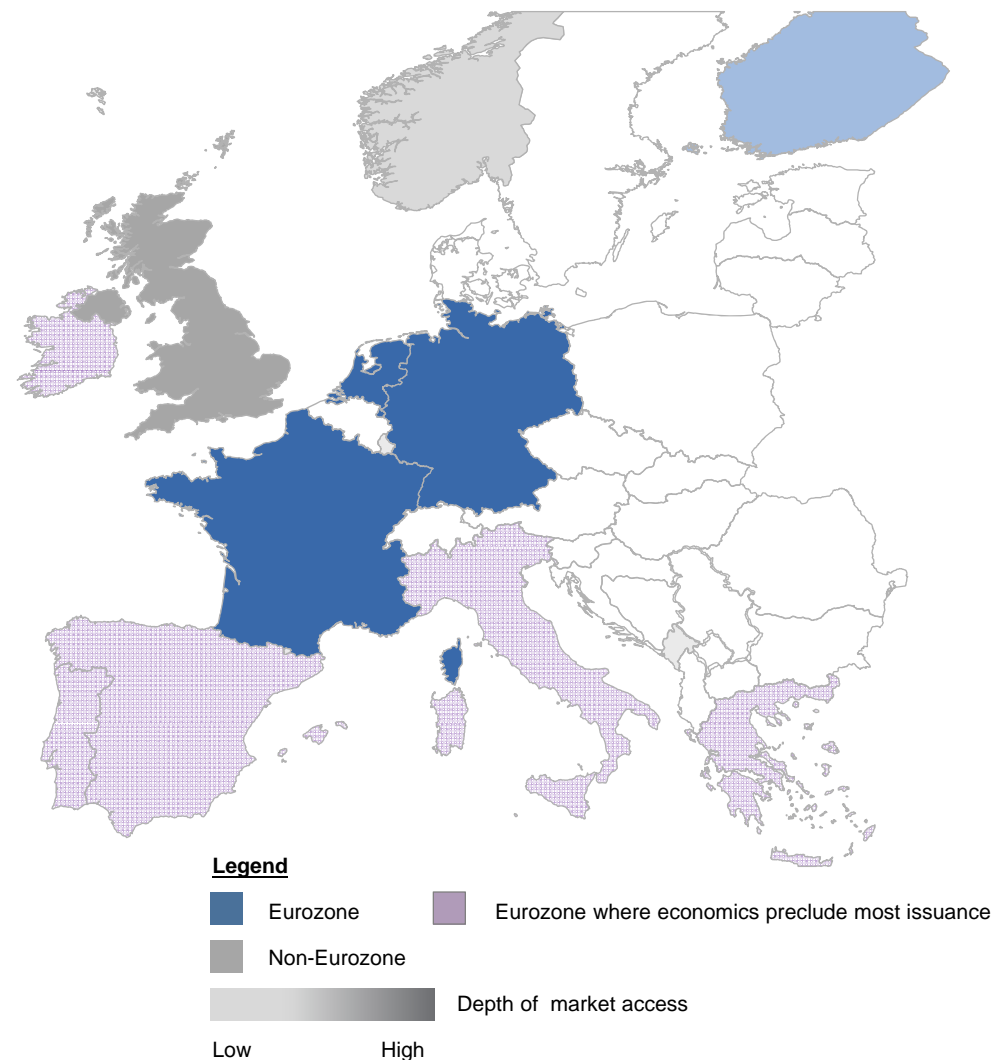 Legend
Eurozone
Eurozone where economics preclude most issuance
Non-Eurozone
Depth of market access
Low
High